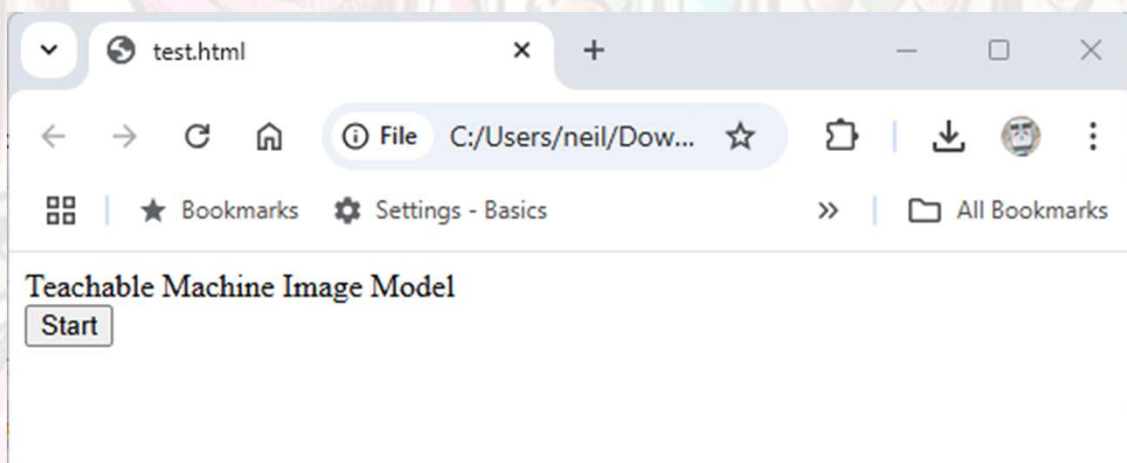 test.html
File C:/Users/neil/Dow...
Bookmarks Settings - Basics All Bookmarks
Teachable Machine Image Model
Start